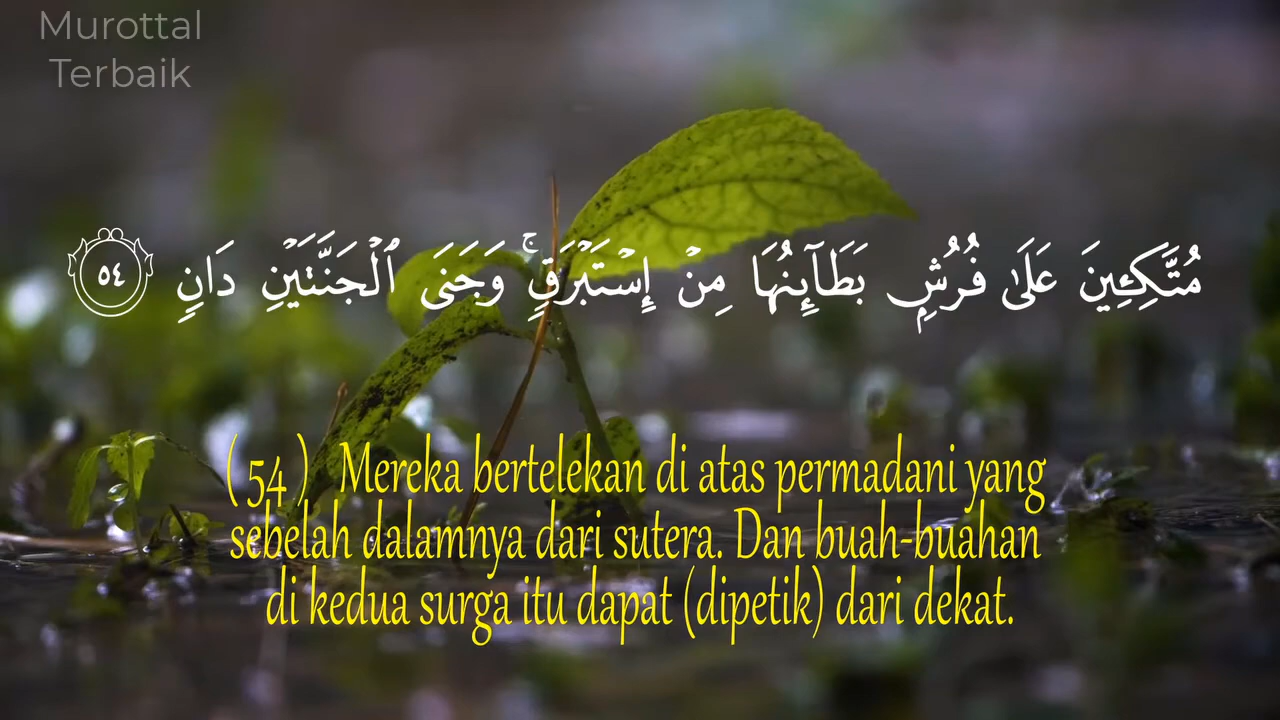 Murottal
Terbaik
مُتَّكِـِٔينَ عَلَىٰ فُرُشٍۭ بَطَآئِنُهَا مِنْ إِسْتَبْرَقٍۢ ۚ وَجَنَى ٱلْجَنَّتَيْنِ دَانٍۢ ٥٤
( 54 ) Mereka bertelekan di atas permadani yang
sebelah dalamnya dari sutera. Dan buah-buahan
di kedua surga itu dapat (dipetik) dari dekat.